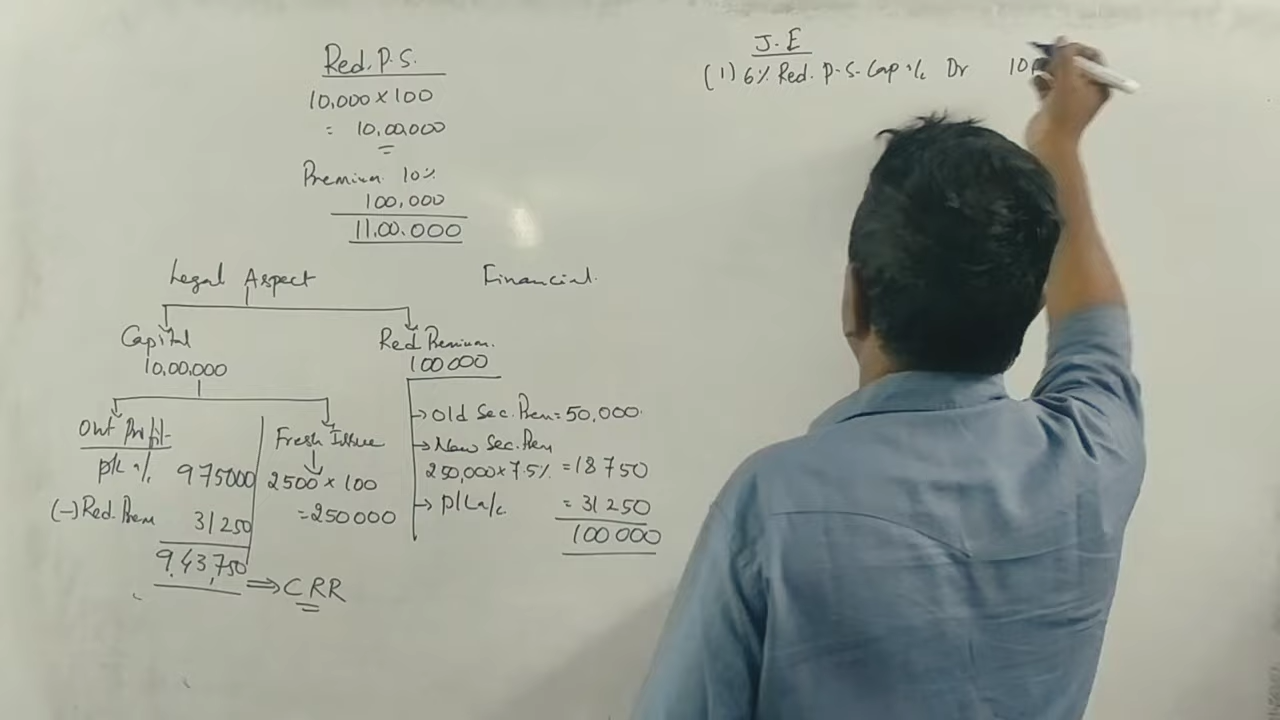 Red. P. S.
10,000 × 100
= 10,00,000
Premium 10%
100,000
11.00.000
Legal Aspect
Financial.
Capital
10,00,000
Red Premium.
100000
Profit
P/L a/c 975000
(-) Red. Prem 31250
9,43,750 ⇒ CRR
Fresh Issue
2500 × 100
= 250000
→ Old Sec. Prem = 50,000.
→ New Sec. Prem
250,000 × 7.5% = 18750
→ P/L a/c = 31250
100000
J. E
(1) 6% Red. P. S. Cap a/c Dr 10